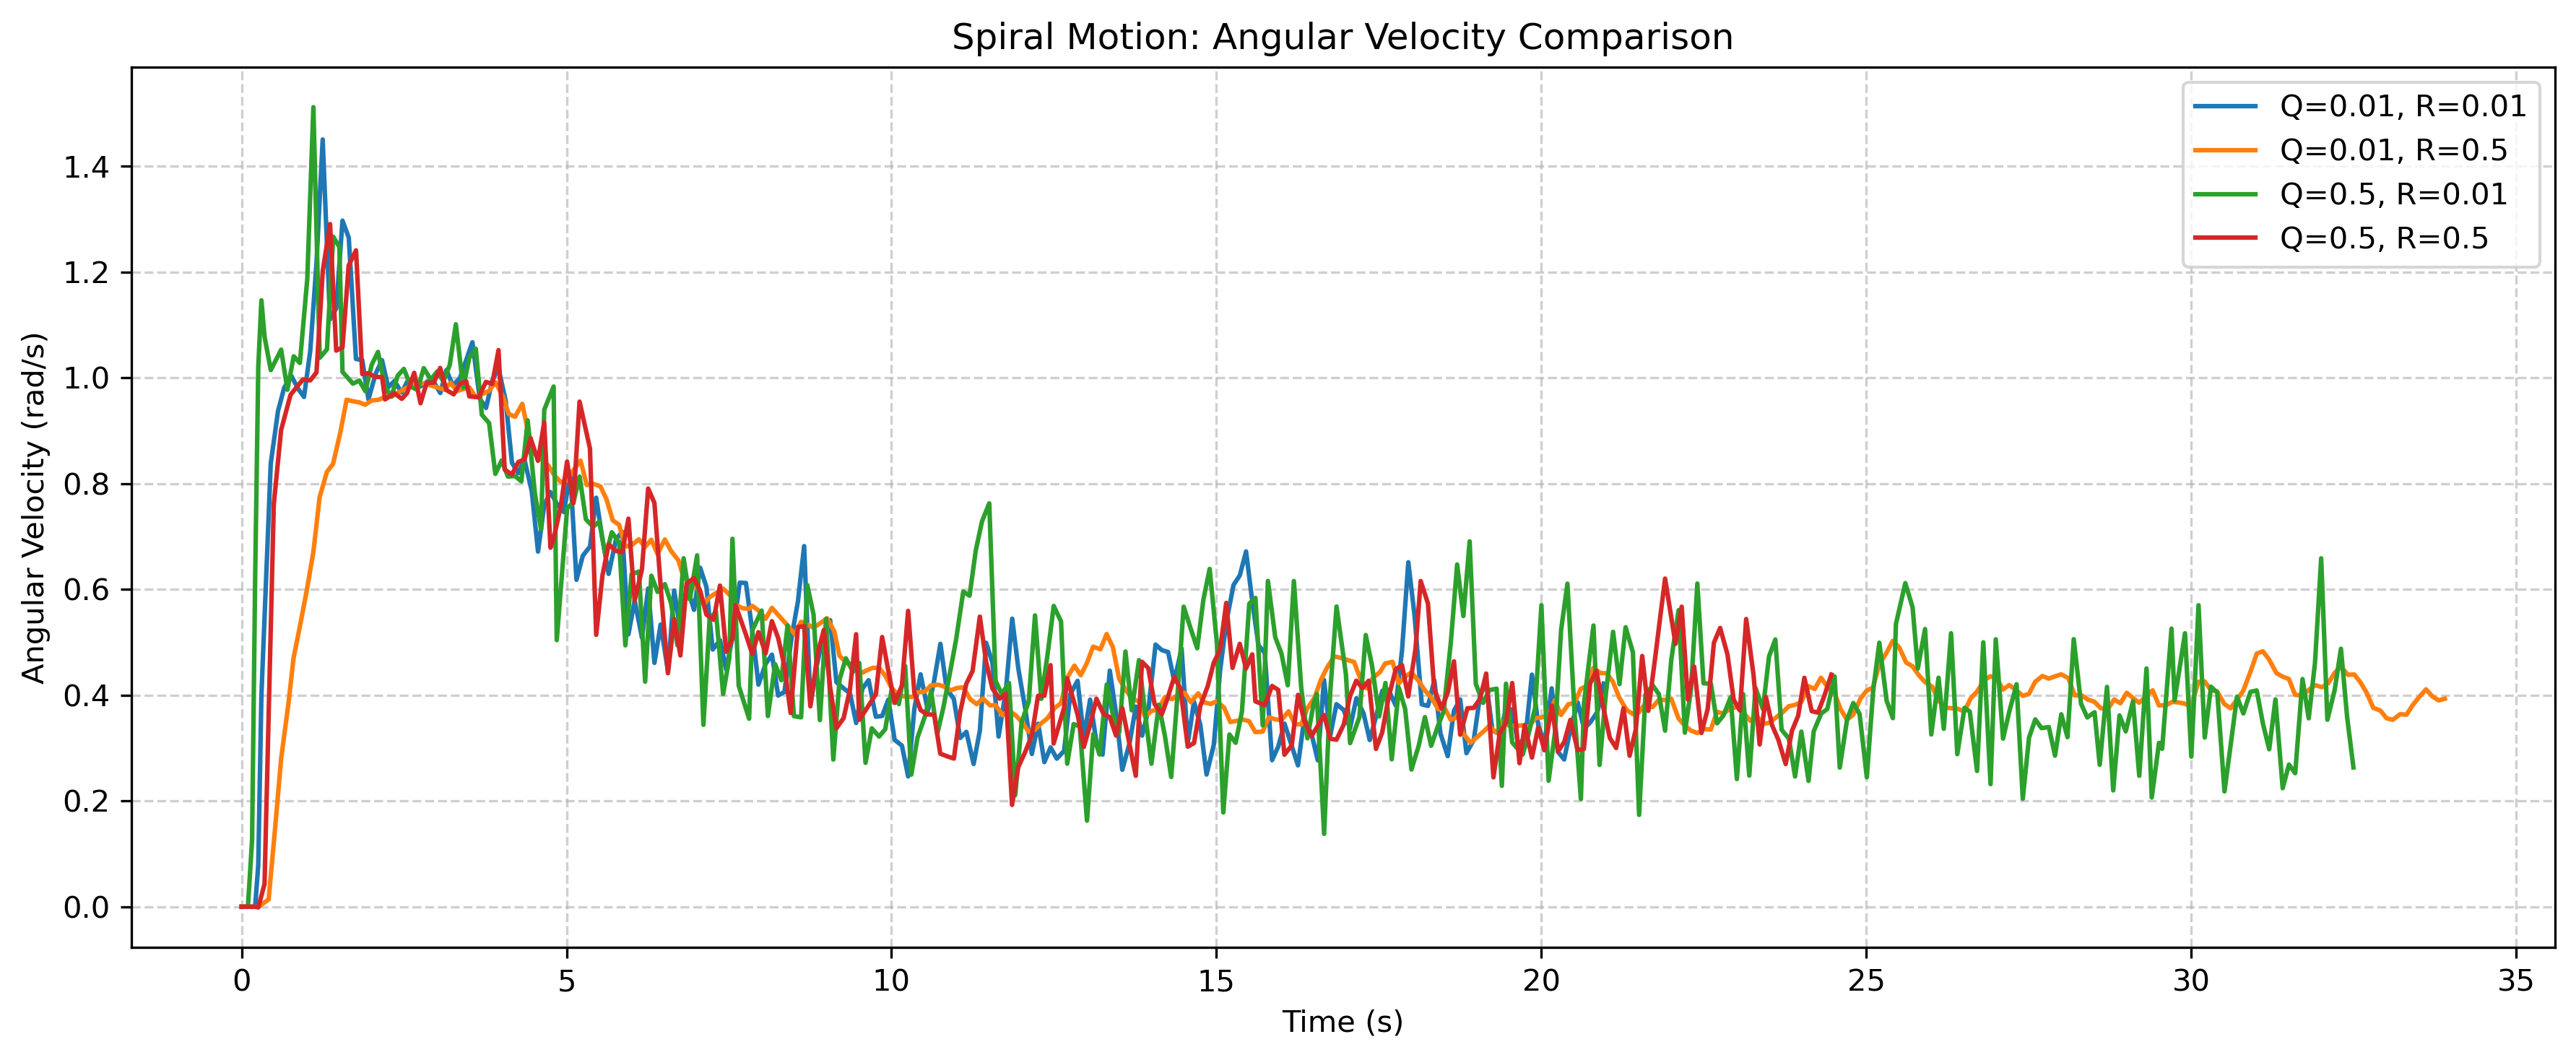 Spiral Motion: Angular Velocity Comparison
Q=0.01, R=0.01
Q=0.01, R=0.5
Q=0.5, R=0.01
Q=0.5, R=0.5
Angular Velocity (rad/s)
1.4
1.2
1.0
0.8
0.6
0.4
0.2
0.0
0 5 10 15 20 25 30 35
Time (s)